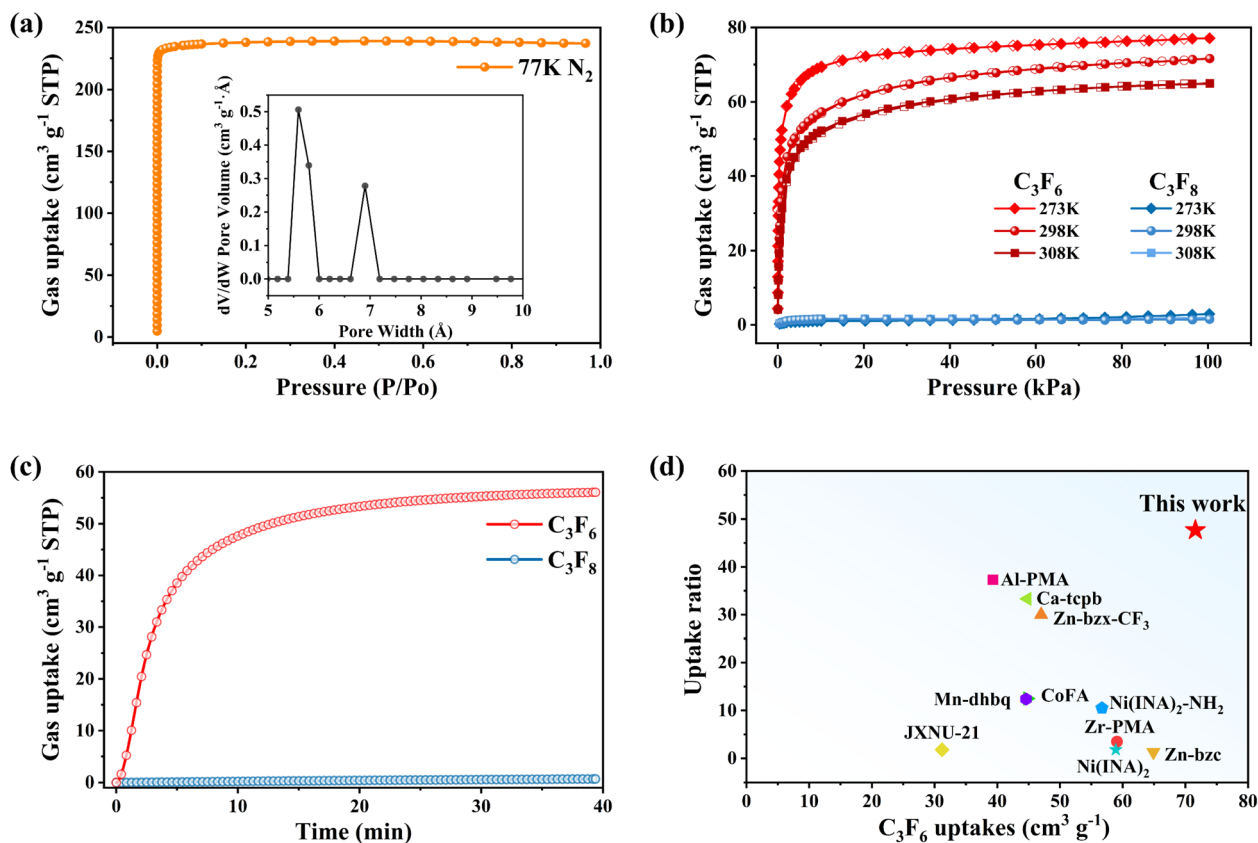 (a)
Gas uptake (cm³ g⁻¹ STP)
250
200
150
100
50
0
77K N₂
dV/dW Pore Volume (cm³ g⁻¹·Å)
0.5
0.4
0.3
0.2
0.1
0.0
5 6 7 8 9 10
Pore Width (Å)
0.0 0.2 0.4 0.6 0.8 1.0
Pressure (P/Po)
(b)
Gas uptake (cm³ g⁻¹ STP)
80
60
40
20
0
C₃F₆ C₃F₈
273K 273K
298K 298K
308K 308K
0 20 40 60 80 100
Pressure (kPa)
(c)
Gas uptake (cm³ g⁻¹ STP)
60
50
40
30
20
10
0
C₃F₆
C₃F₈
0 10 20 30 40
Time (min)
(d)
Uptake ratio
60
50
40
30
20
10
0
This work
Al-PMA
Ca-tcpb
Zn-bzx-CF₃
Mn-dhbq CoFA Ni(INA)₂-NH₂
JXNU-21 Zr-PMA
Ni(INA)₂ Zn-bzc
0 10 20 30 40 50 60 70 80
C₃F₆ uptakes (cm³ g⁻¹)